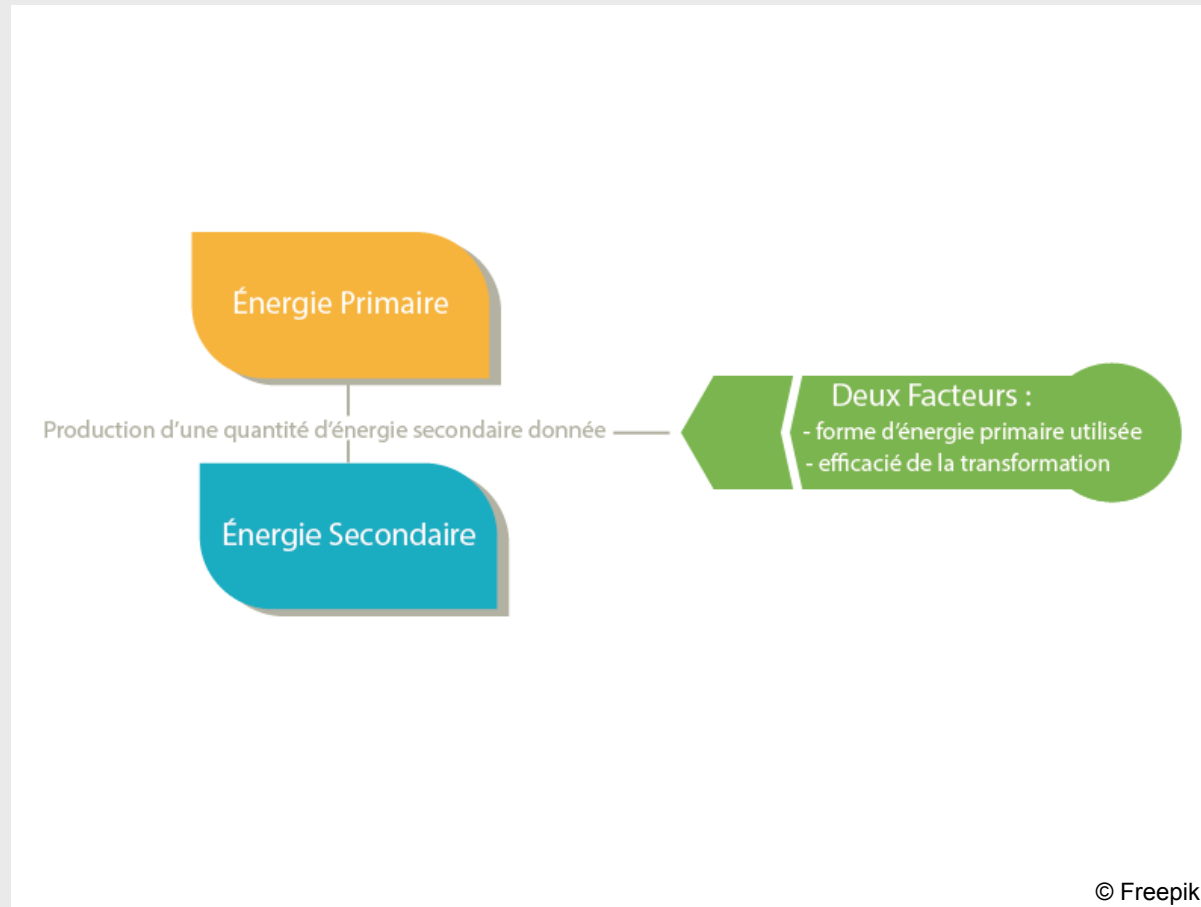 Énergie Primaire
Production d'une quantité d'énergie secondaire donnée
Énergie Secondaire
Deux Facteurs :
- forme d'énergie primaire utilisée
- efficacié de la transformation
© Freepik